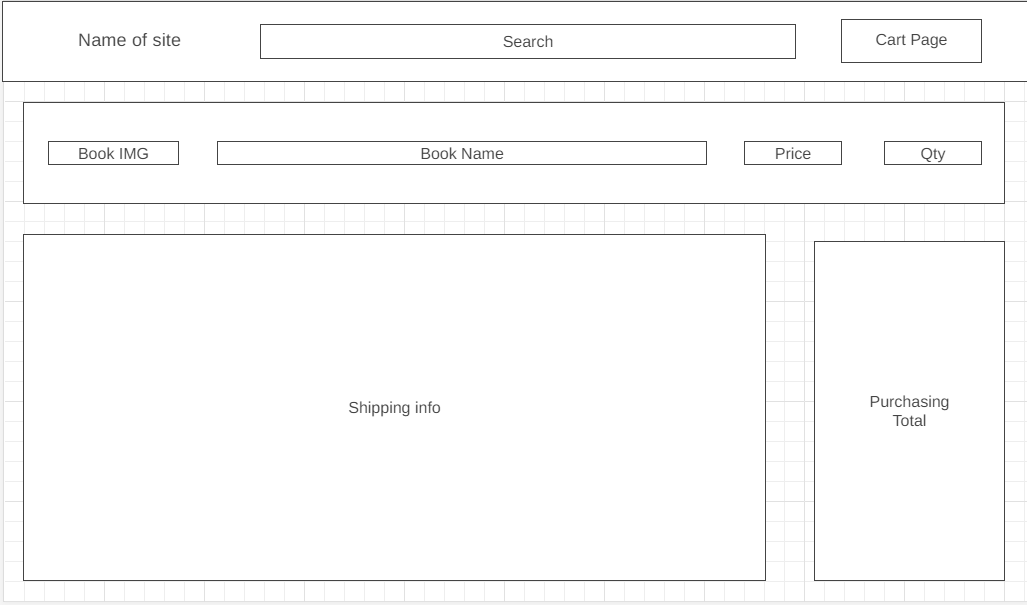 Name of site
Search
Cart Page
Book IMG
Book Name
Price
Qty
Shipping info
Purchasing
Total